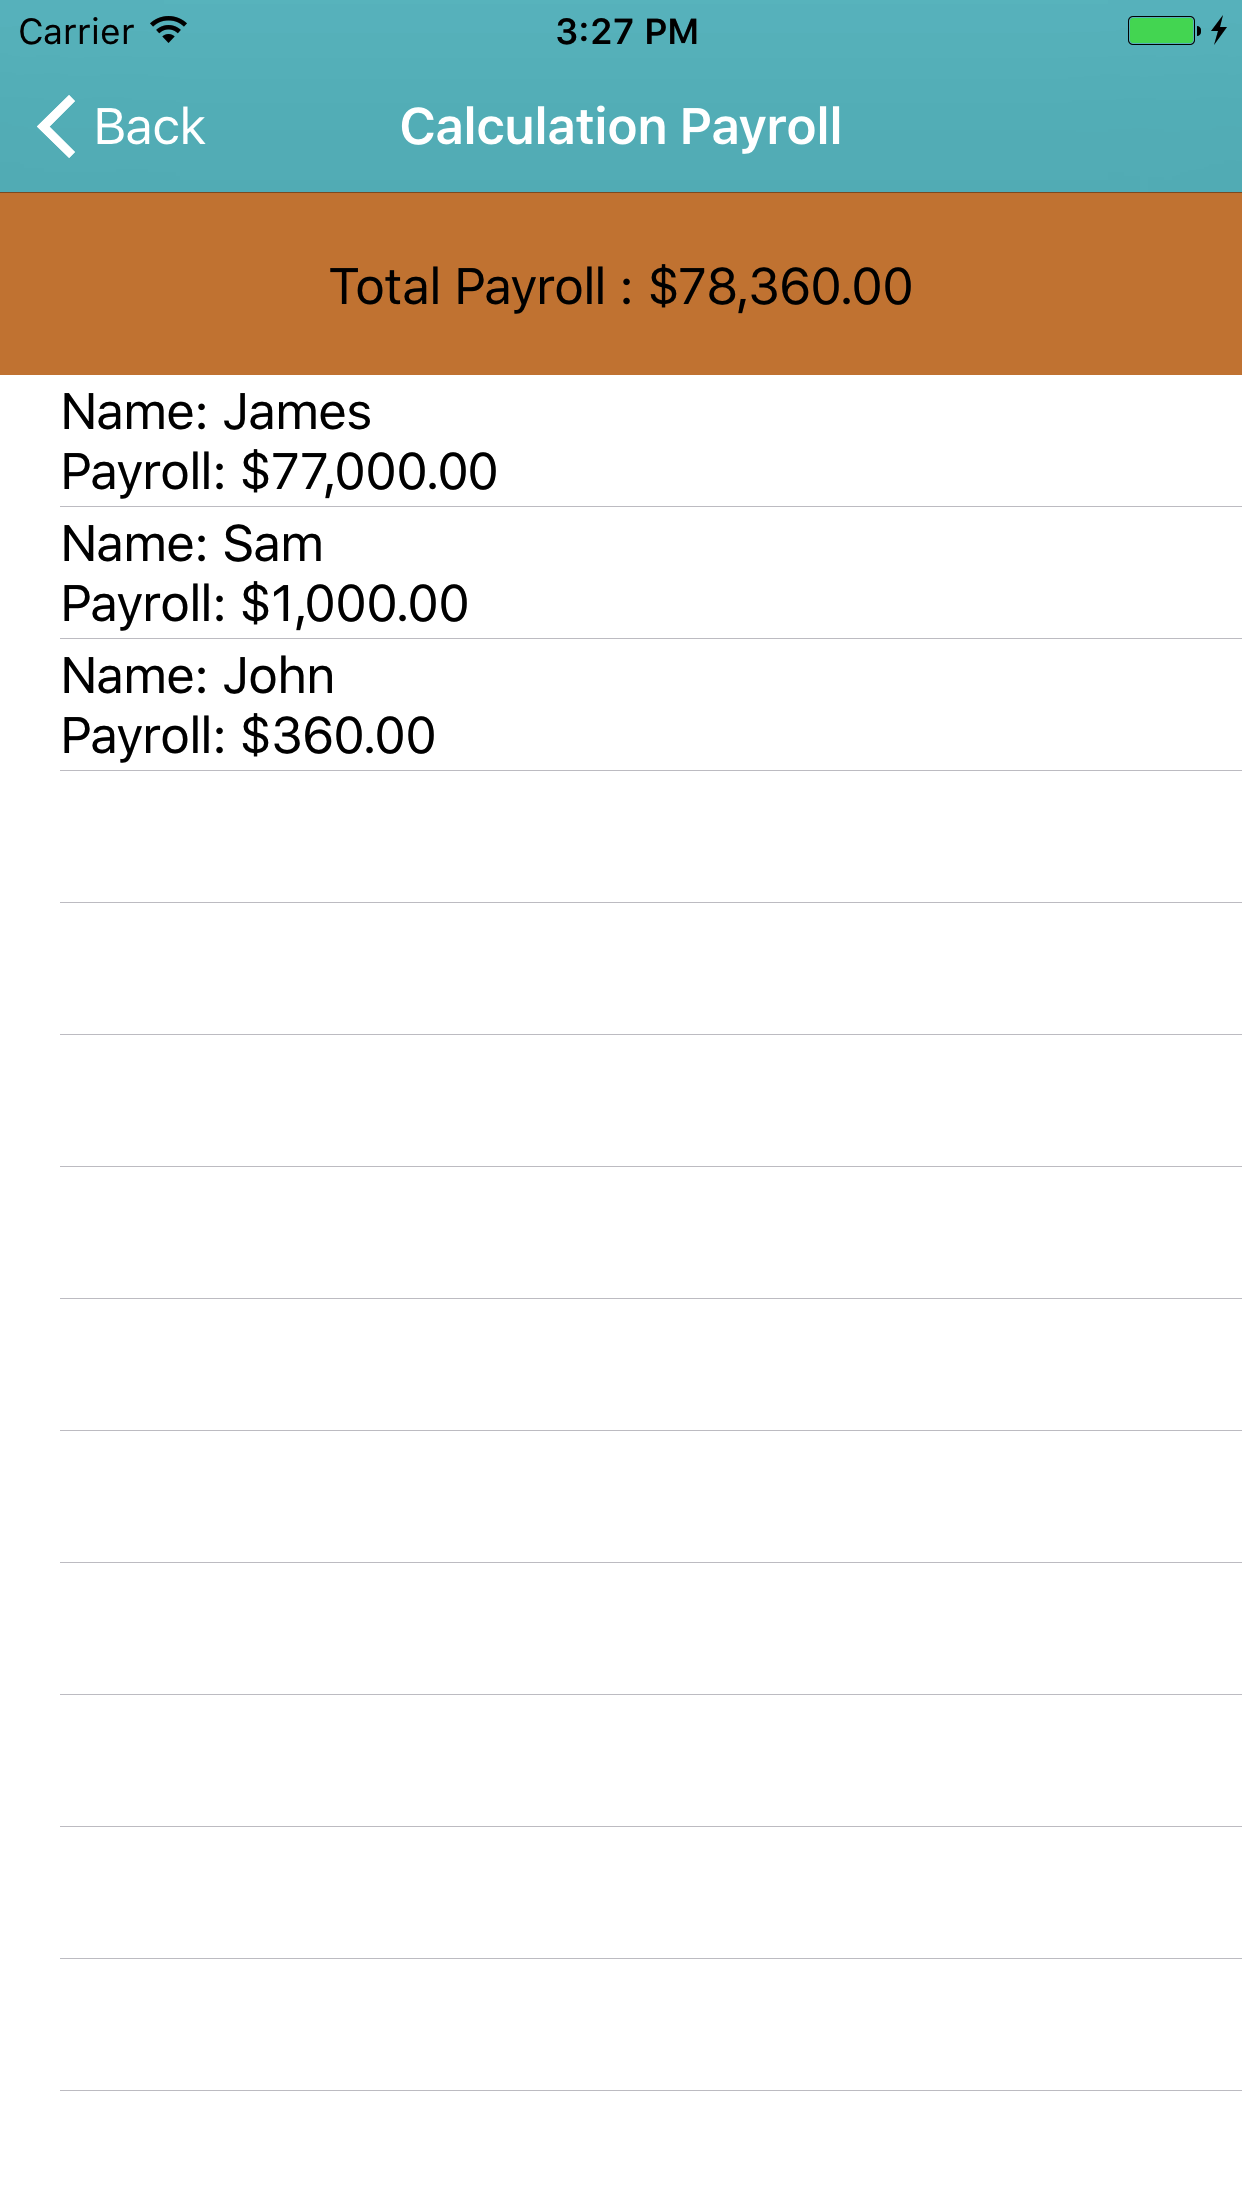 Carrier
3:27 PM
Back
Calculation Payroll
Total Payroll : $78,360.00
Name: James
Payroll: $77,000.00
Name: Sam
Payroll: $1,000.00
Name: John
Payroll: $360.00